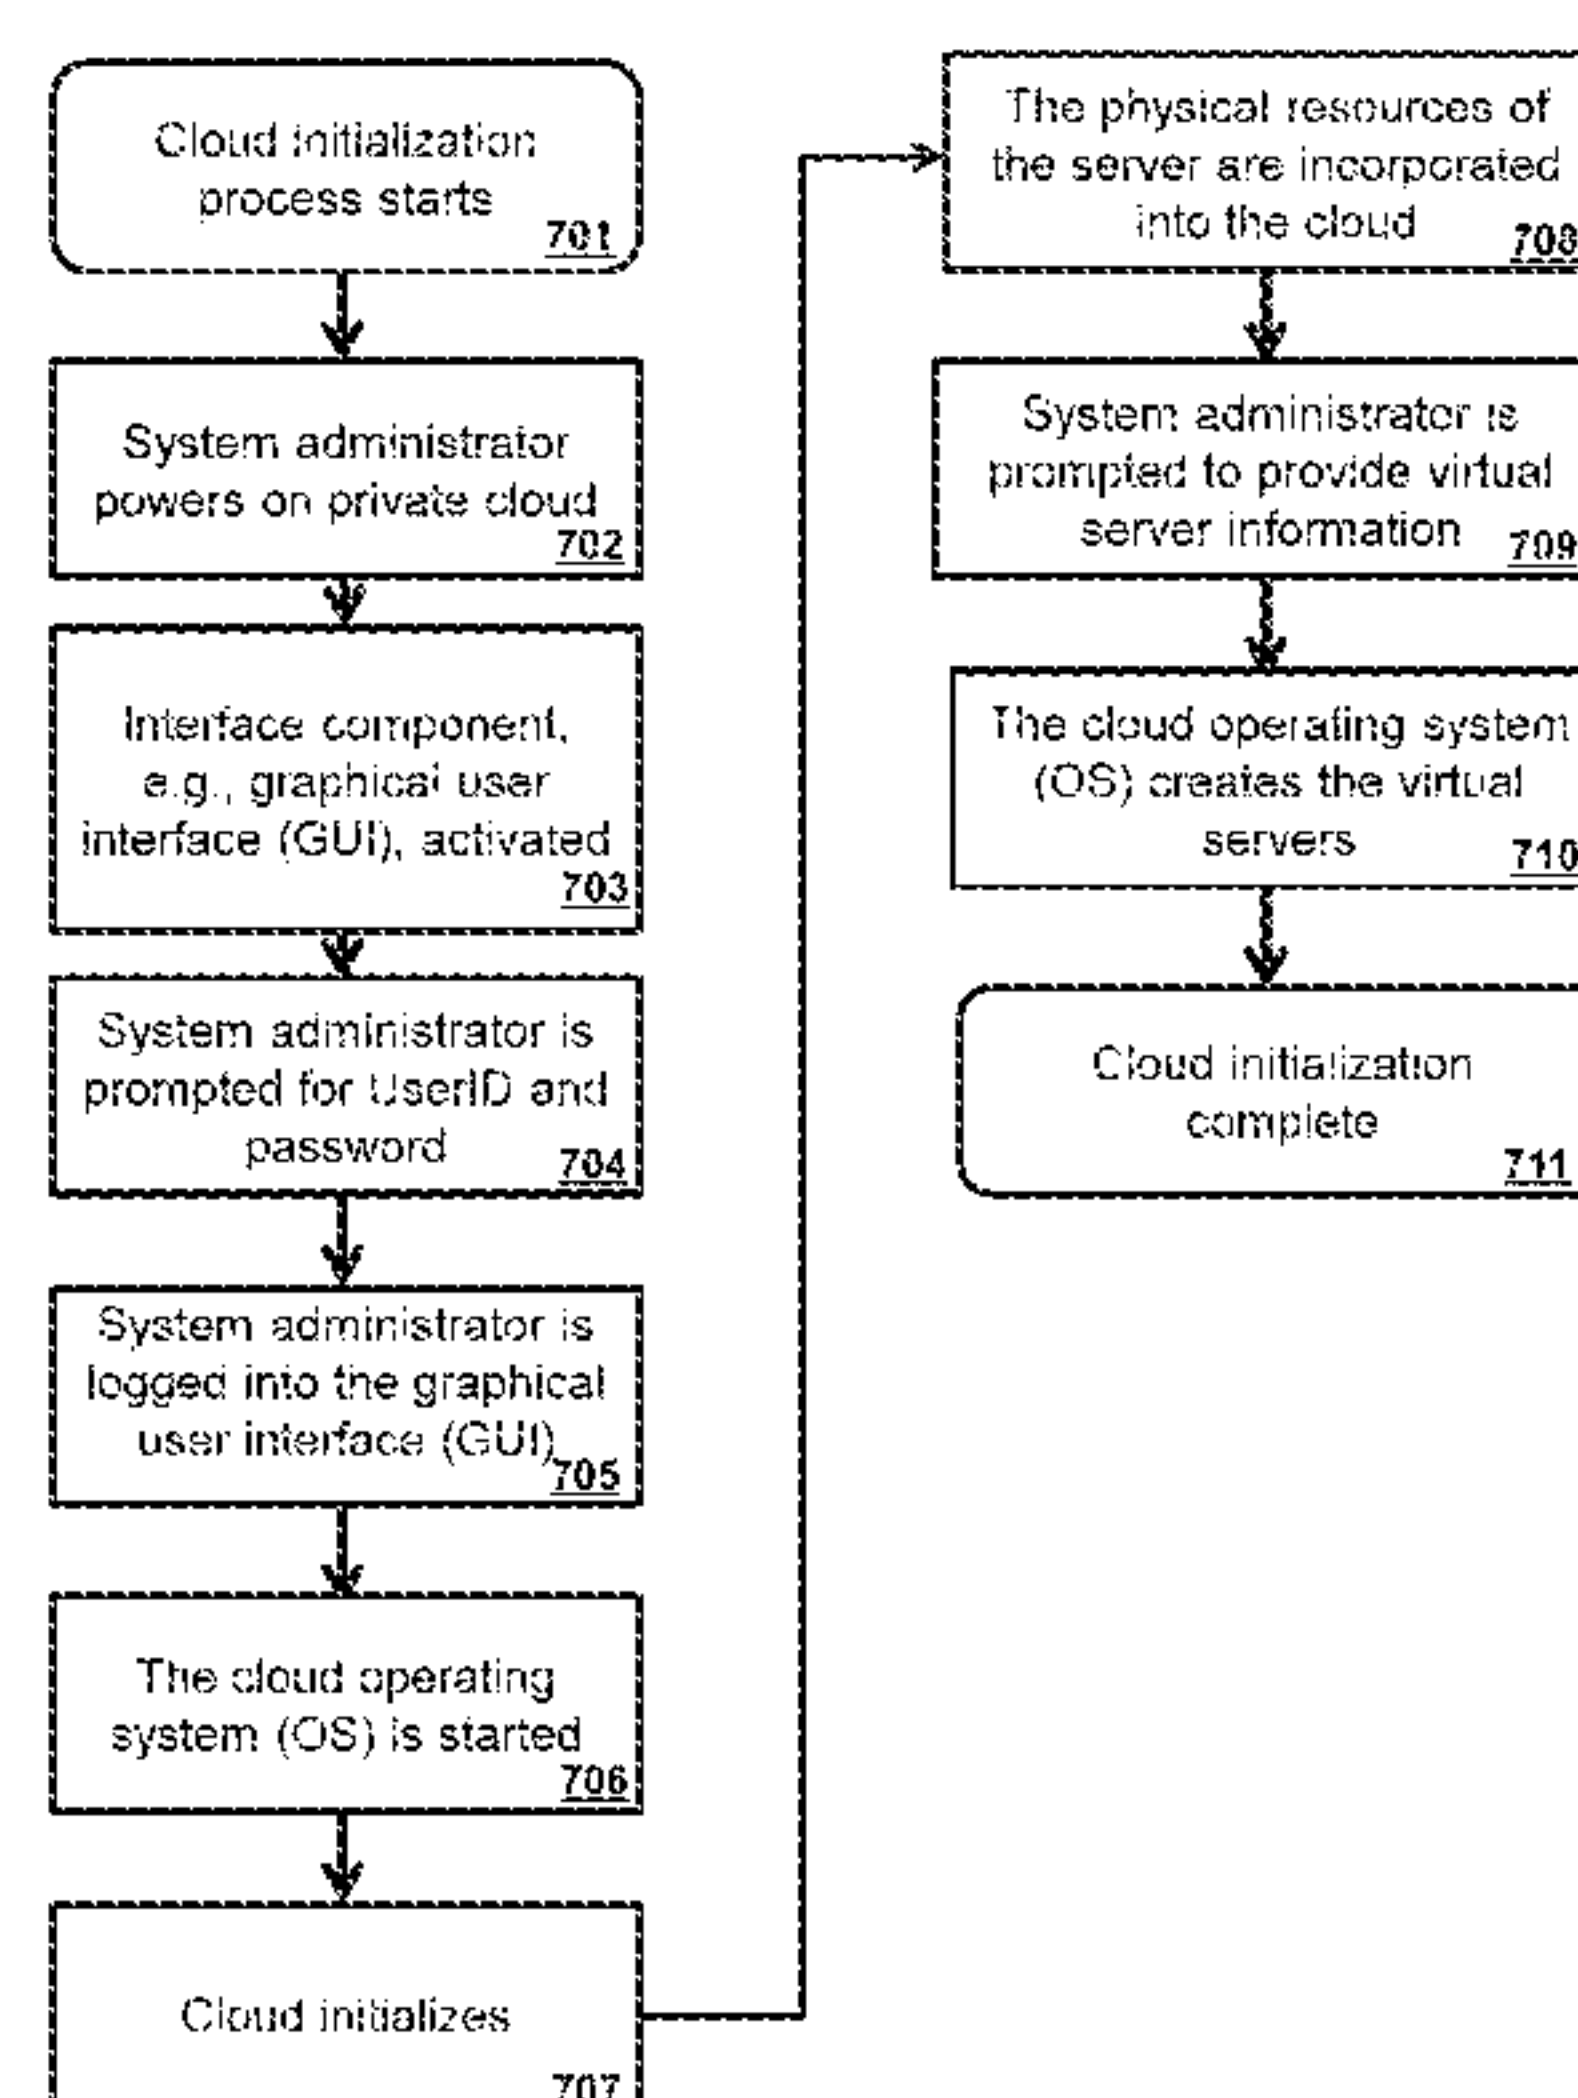 Cloud initialization
process starts
701
System administrator
powers on private cloud
702
Interface component,
e.g., graphical user
interface (GUI), activated
703
System administrator is
prompted for UserID and
password
704
System administrator is
logged into the graphical
user interface (GUI)
705
The cloud operating
system (OS) is started
706
Cloud initializes
707
The physical resources of
the server are incorporated
into the cloud
708
System administrator is
prompted to provide virtual
server information
709
The cloud operating system
(OS) creates the virtual
servers
710
Cloud initialization
complete
711